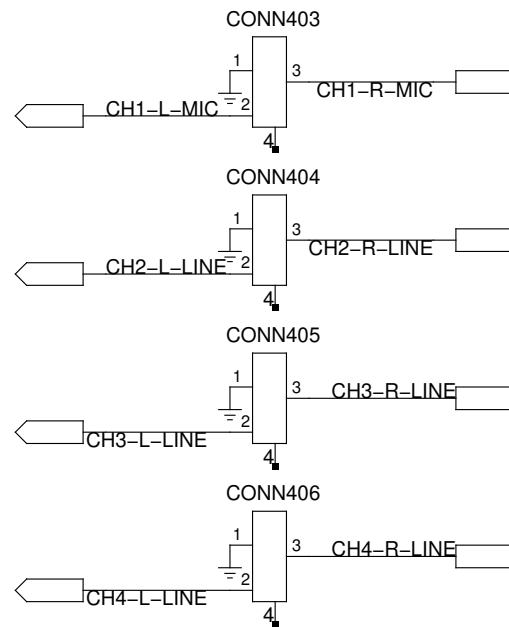 CONN403
1
3
CH1–R–MIC
CH1–L–MIC
2
4
CONN404
1
3
CH2–R–LINE
CH2–L–LINE
2
4
CONN405
1
3
CH3–R–LINE
2
CH3–L–LINE
4
CONN406
1
3
CH4–R–LINE
2
CH4–L–LINE
4